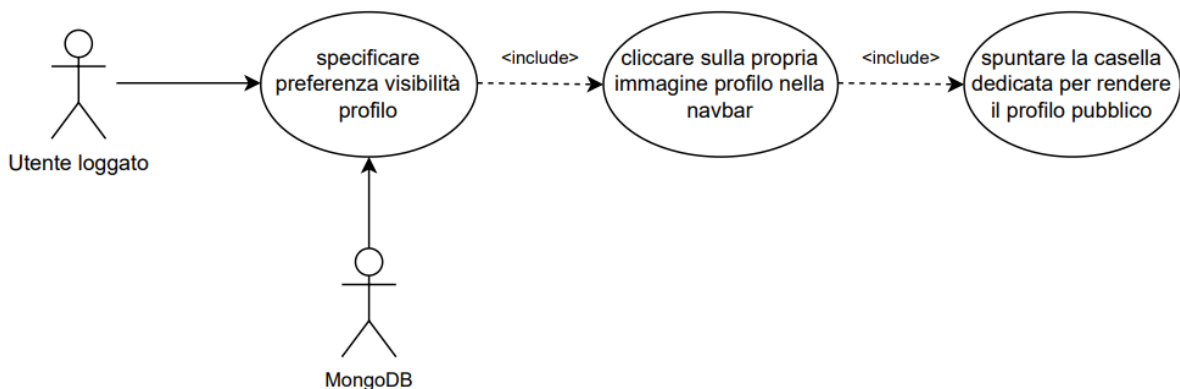 specificare
preferenza visibilità
profilo
<include>
cliccare sulla propria
immagine profilo nella
navbar
<include>
spuntare la casella
dedicata per rendere
il profilo pubblico
Utente loggato
MongoDB